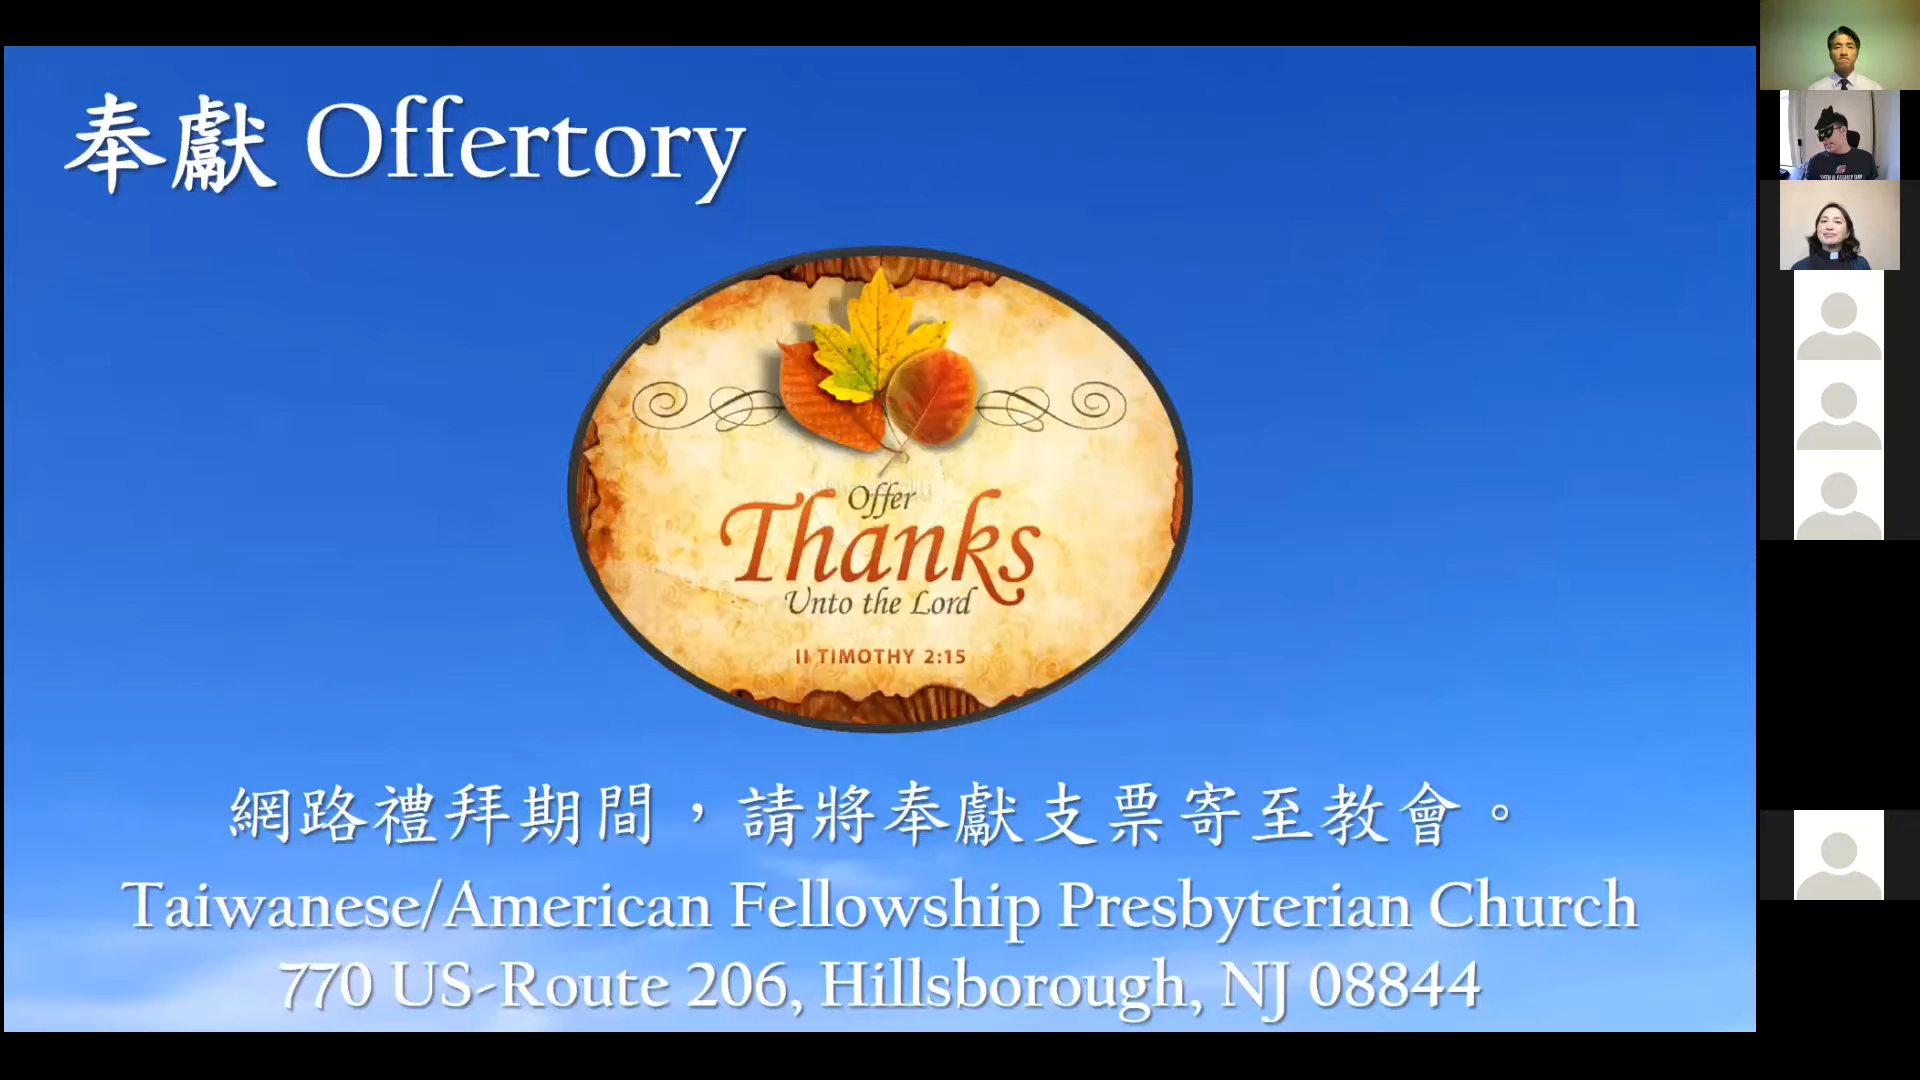 奉獻 Offertory
Offer
Thanks
Unto the Lord
II TIMOTHY 2:15
網路禮拜期間，請將奉獻支票寄至教會。
Taiwanese/American Fellowship Presbyterian Church
770 US-Route 206, Hillsborough, NJ 08844